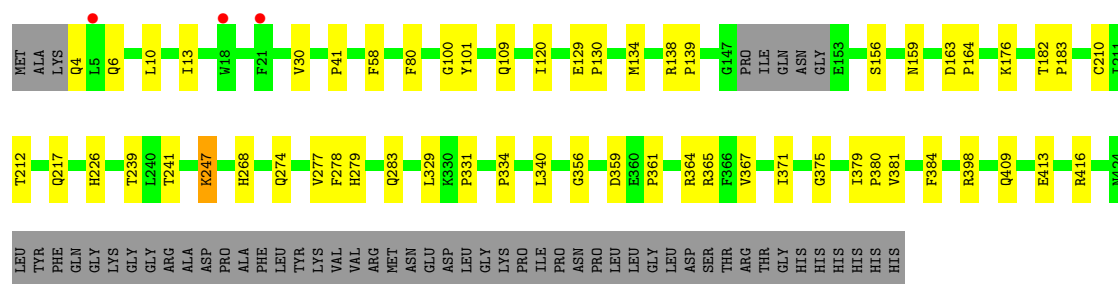 MET ALA LYS Q4 L5 Q6 L10 I13 W18 F21 V30 P41 F58 F80 G100 Y101 Q109 I120 E129 P130 M134 R138 P139 G147 PRO ILE GLN ASN GLY E153 S156 N159 D163 P164 K176 T182 P183 C210 I211
T212 Q217 H226 T239 L240 T241 K247 H268 Q274 V277 F278 H279 Q283 L329 K330 P331 P334 L340 G356 D359 E360 P361 R364 R365 F366 V367 I371 G375 I379 P380 V381 F384 R398 Q409 E413 R416 N424
LEU TYR PHE GLN GLY LYS GLY GLY ARG ALA ASP PRO ALA PHE LEU TYR LYS VAL VAL ARG MET ASN GLU ASP LEU GLY LYS PRO ILE PRO ASN PRO LEU LEU GLY LEU ASP SER THR ARG THR GLY HIS HIS HIS HIS HIS HIS